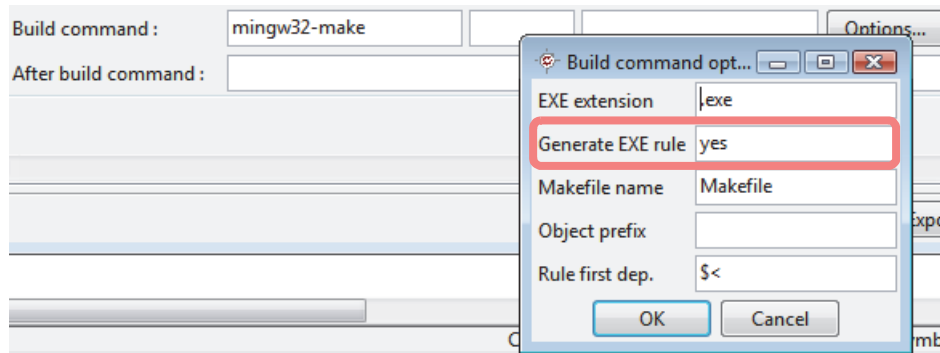 Build command :
mingw32-make
Options...
After build command :
Build command opt...
EXE extension
.exe
Generate EXE rule
yes
Makefile name
Makefile
Object prefix
Rule first dep.
$<
OK
Cancel